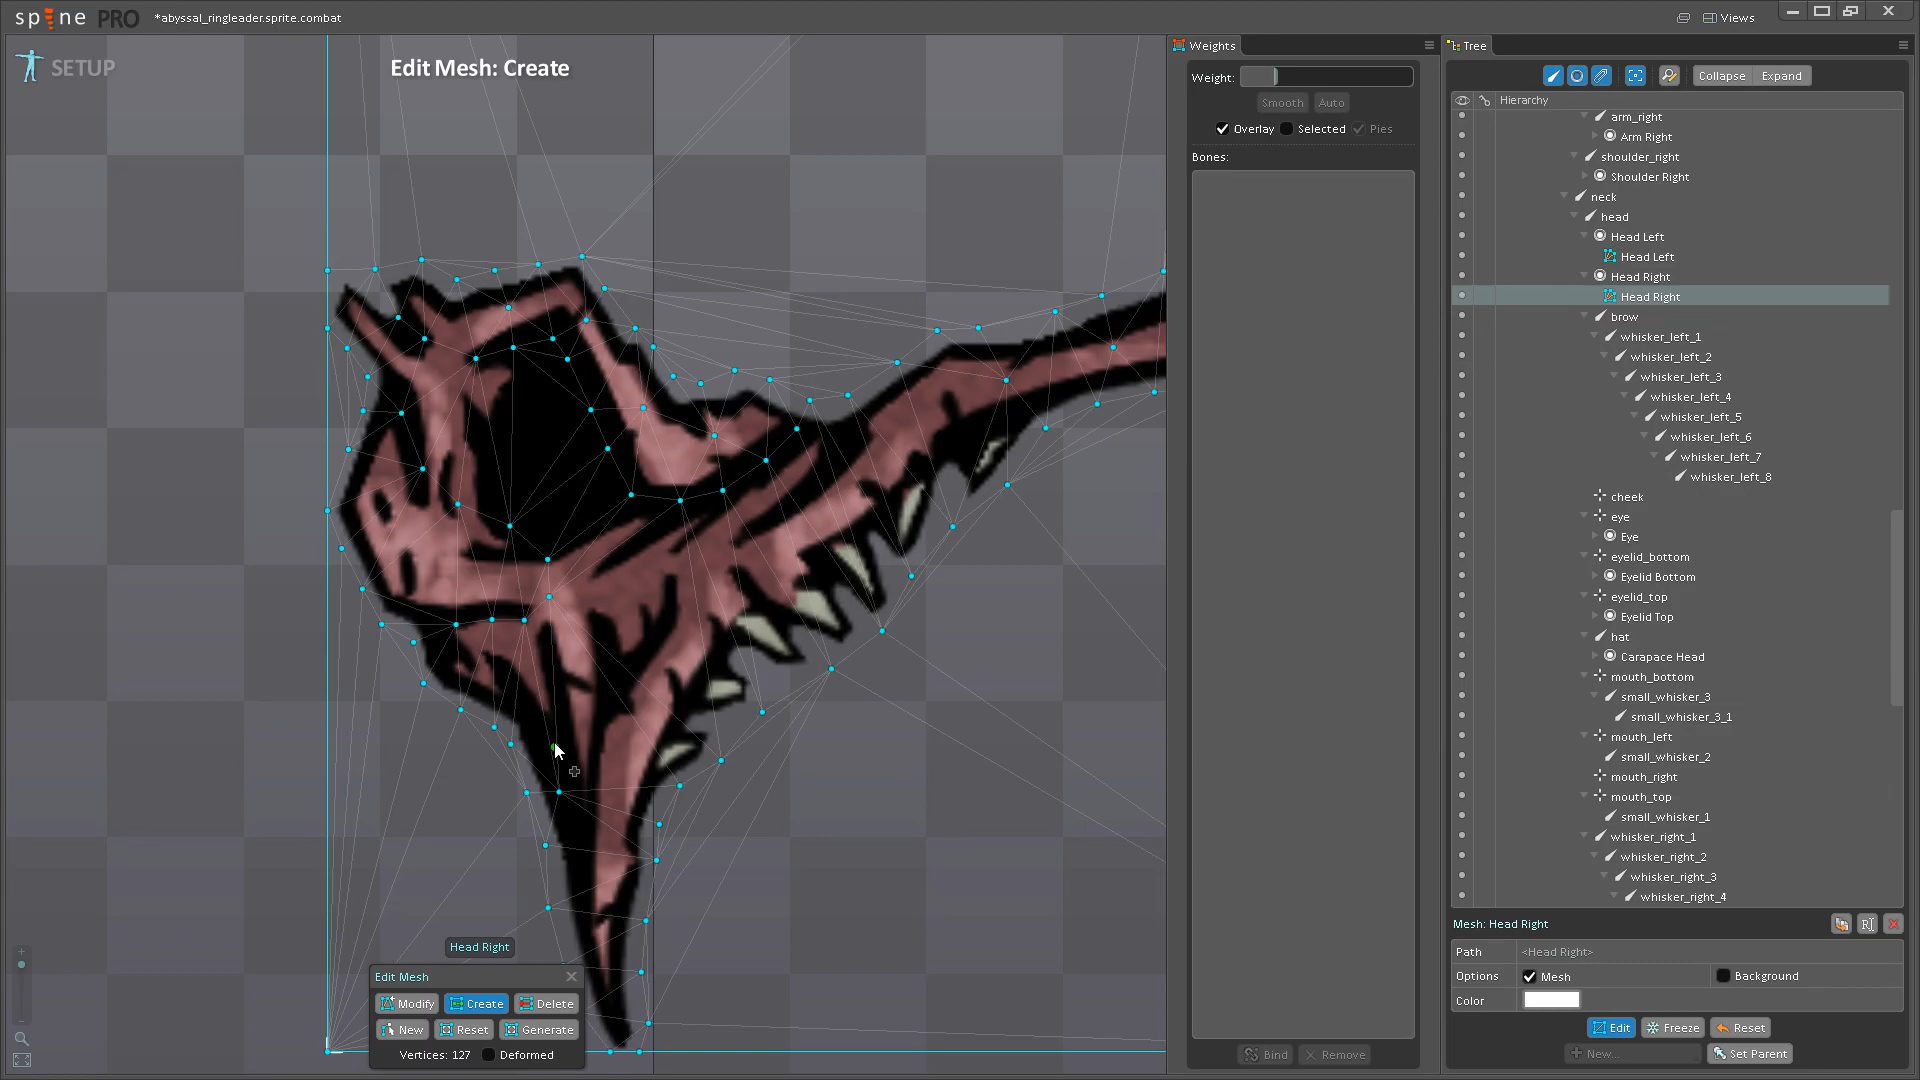 spine PRO *abyssal_ringleader.sprite.combat
Views
SETUP
Edit Mesh: Create
Weights
Weight:
Smooth Auto
Overlay Selected Pies
Bones:
Bind Remove
Tree
Collapse Expand
Hierarchy
arm_right
Arm Right
shoulder_right
Shoulder Right
neck
head
Head Left
Head Left
Head Right
Head Right
brow
whisker_left_1
whisker_left_2
whisker_left_3
whisker_left_4
whisker_left_5
whisker_left_6
whisker_left_7
whisker_left_8
cheek
eye
Eye
eyelid_bottom
Eyelid Bottom
eyelid_top
Eyelid Top
hat
Carapace Head
mouth_bottom
small_whisker_3
small_whisker_3_1
mouth_left
small_whisker_2
mouth_right
mouth_top
small_whisker_1
whisker_right_1
whisker_right_2
whisker_right_3
whisker_right_4
Mesh: Head Right
Path <Head Right>
Options Mesh Background
Color
Edit Freeze Reset
New... Set Parent
Head Right
Edit Mesh
Modify Create Delete
New Reset Generate
Vertices: 127 Deformed